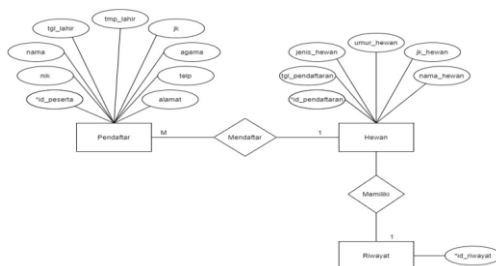 tmp_lahir
tgl_lahir
jk
umur_hewan
nama
agama
jenis_hewan
jk_hewan
nik
telp
tgl_pendaftaran
nama_hewan
*id_peserta
alamat
*id_pendaftaran
Pendaftar
M
Mendaftar
1
Hewan
Memiliki
1
Riwayat
*id_riwayat